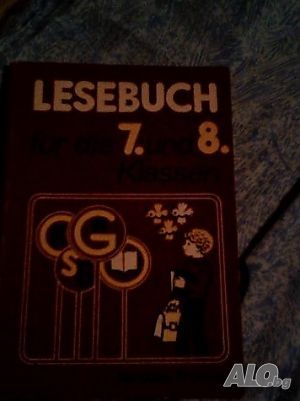 LESEBUCH
für die 7. und 8.
Klassen
G
S
ALO.bg